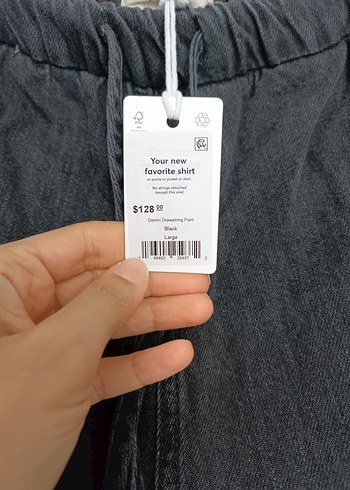 Your new
favorite shirt
or pants or jacket or skirt...
No strings attached
(except this one)
$128 00
Denim Drawstring Pant
Black
Large